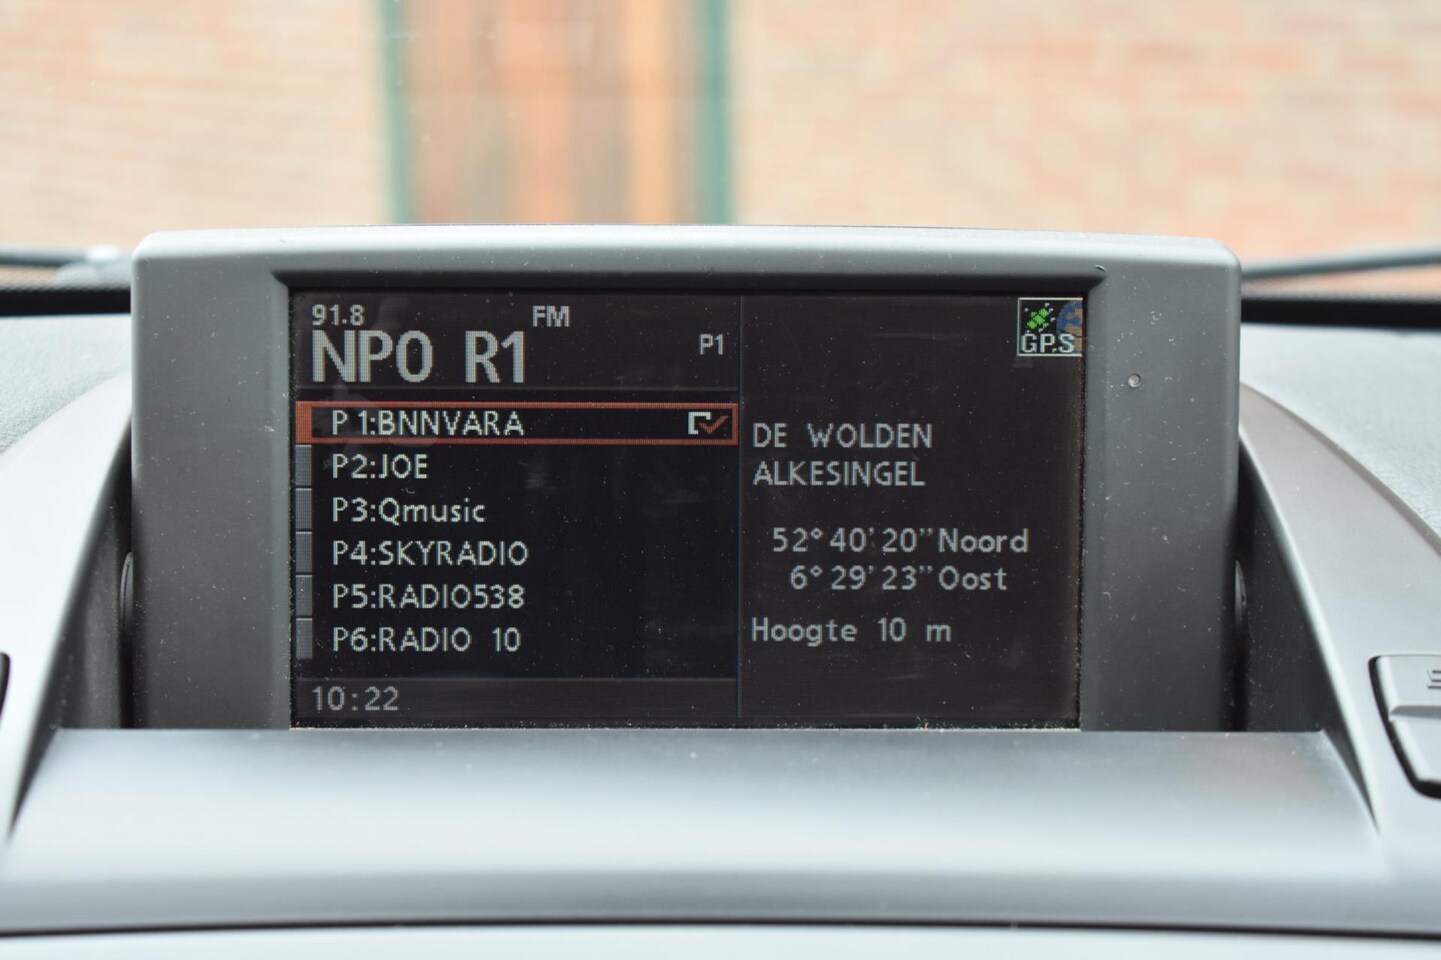 91.8 FM
NPO R1 P1
P 1:BNNVARA
P2:JOE
P3:Qmusic
P4:SKYRADIO
P5:RADIO538
P6:RADIO 10
10:22
GPS
DE WOLDEN
ALKESINGEL
52° 40' 20" Noord
6° 29' 23" Oost
Hoogte 10 m